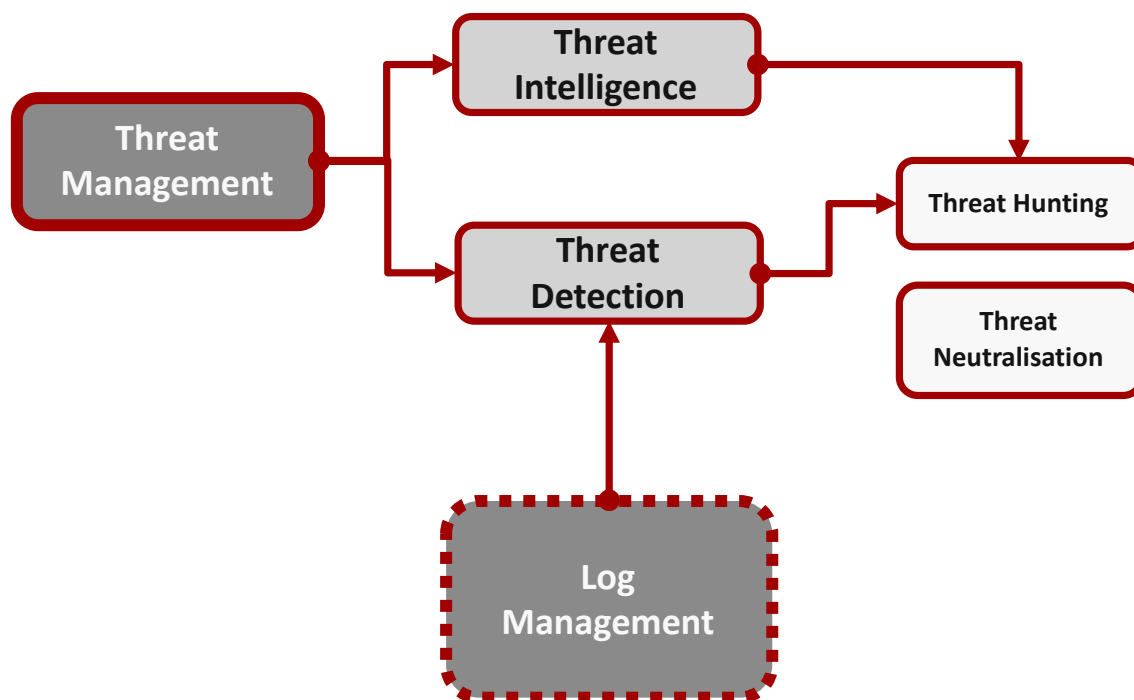 Threat
Intelligence
Threat
Management
Threat Hunting
Threat
Detection
Threat
Neutralisation
Log
Management